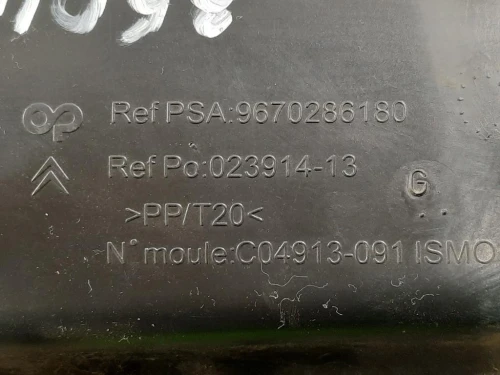 Ref PSA:9670286180
Ref Po:023914-13
G
>PP/T20<
N° moule:C04913-091 ISMO